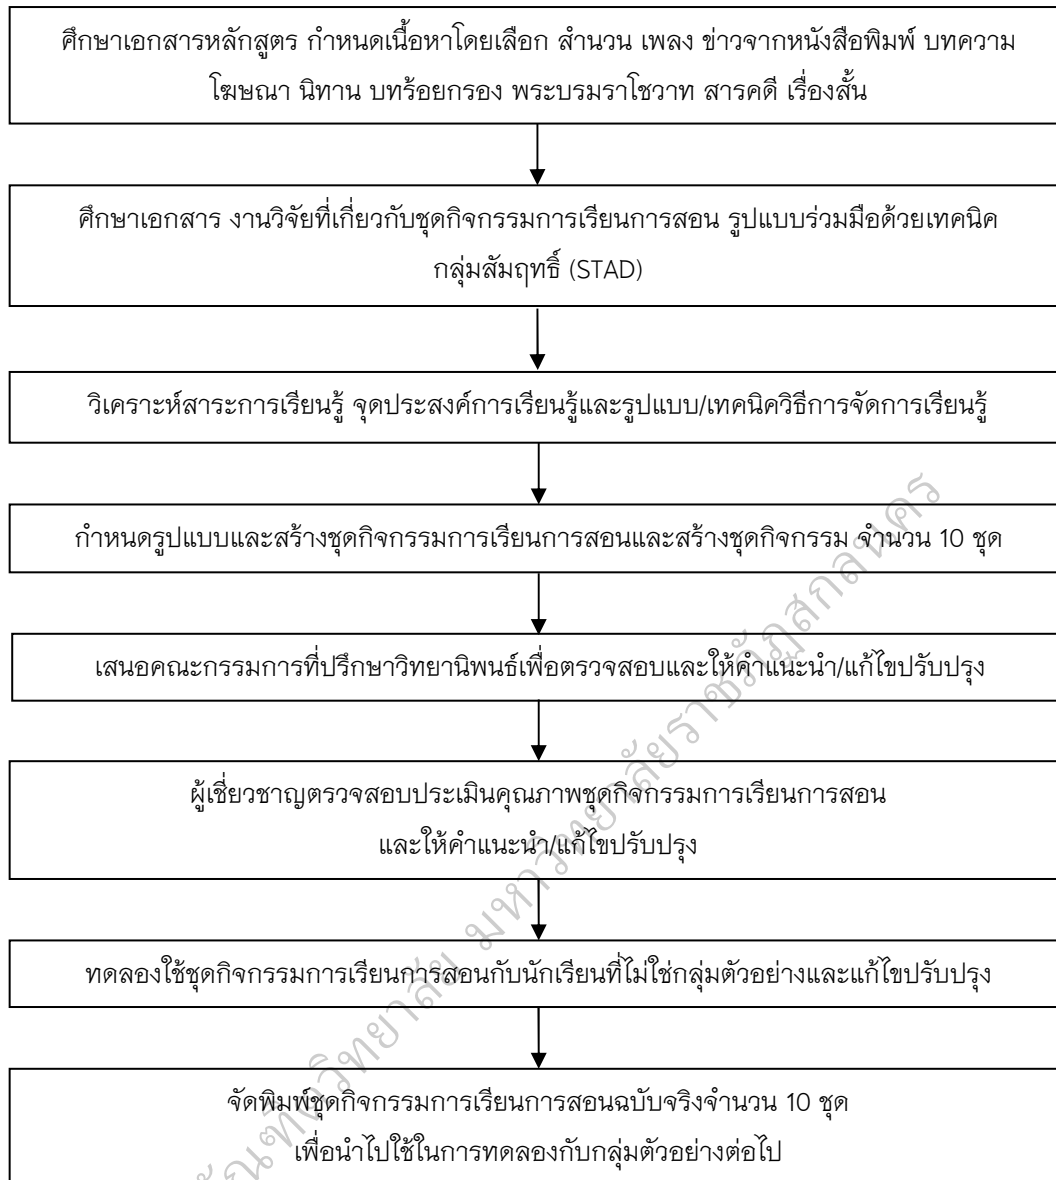 ศึกษาเอกสารหลักสูตร กำหนดเนื้อหาโดยเลือก สำนวน เพลง ข่าวจากหนังสือพิมพ์ บทความ
โฆษณา นิทาน บทร้อยกรอง พระบรมราโชวาท สารคดี เรื่องสั้น
ศึกษาเอกสาร งานวิจัยที่เกี่ยวกับชุดกิจกรรมการเรียนการสอน รูปแบบร่วมมือด้วยเทคนิค
กลุ่มสัมฤทธิ์ (STAD)
วิเคราะห์สาระการเรียนรู้ จุดประสงค์การเรียนรู้และรูปแบบ/เทคนิควิธีการจัดการเรียนรู้
กำหนดรูปแบบและสร้างชุดกิจกรรมการเรียนการสอนและสร้างชุดกิจกรรม จำนวน 10 ชุด
เสนอคณะกรรมการที่ปรึกษาวิทยานิพนธ์เพื่อตรวจสอบและให้คำแนะนำ/แก้ไขปรับปรุง
ผู้เชี่ยวชาญตรวจสอบประเมินคุณภาพชุดกิจกรรมการเรียนการสอน
และให้คำแนะนำ/แก้ไขปรับปรุง
ทดลองใช้ชุดกิจกรรมการเรียนการสอนกับนักเรียนที่ไม่ใช่กลุ่มตัวอย่างและแก้ไขปรับปรุง
จัดพิมพ์ชุดกิจกรรมการเรียนการสอนฉบับจริงจำนวน 10 ชุด
เพื่อนำไปใช้ในการทดลองกับกลุ่มตัวอย่างต่อไป
มหาวิทยาลัยราชภัฏสกลนคร